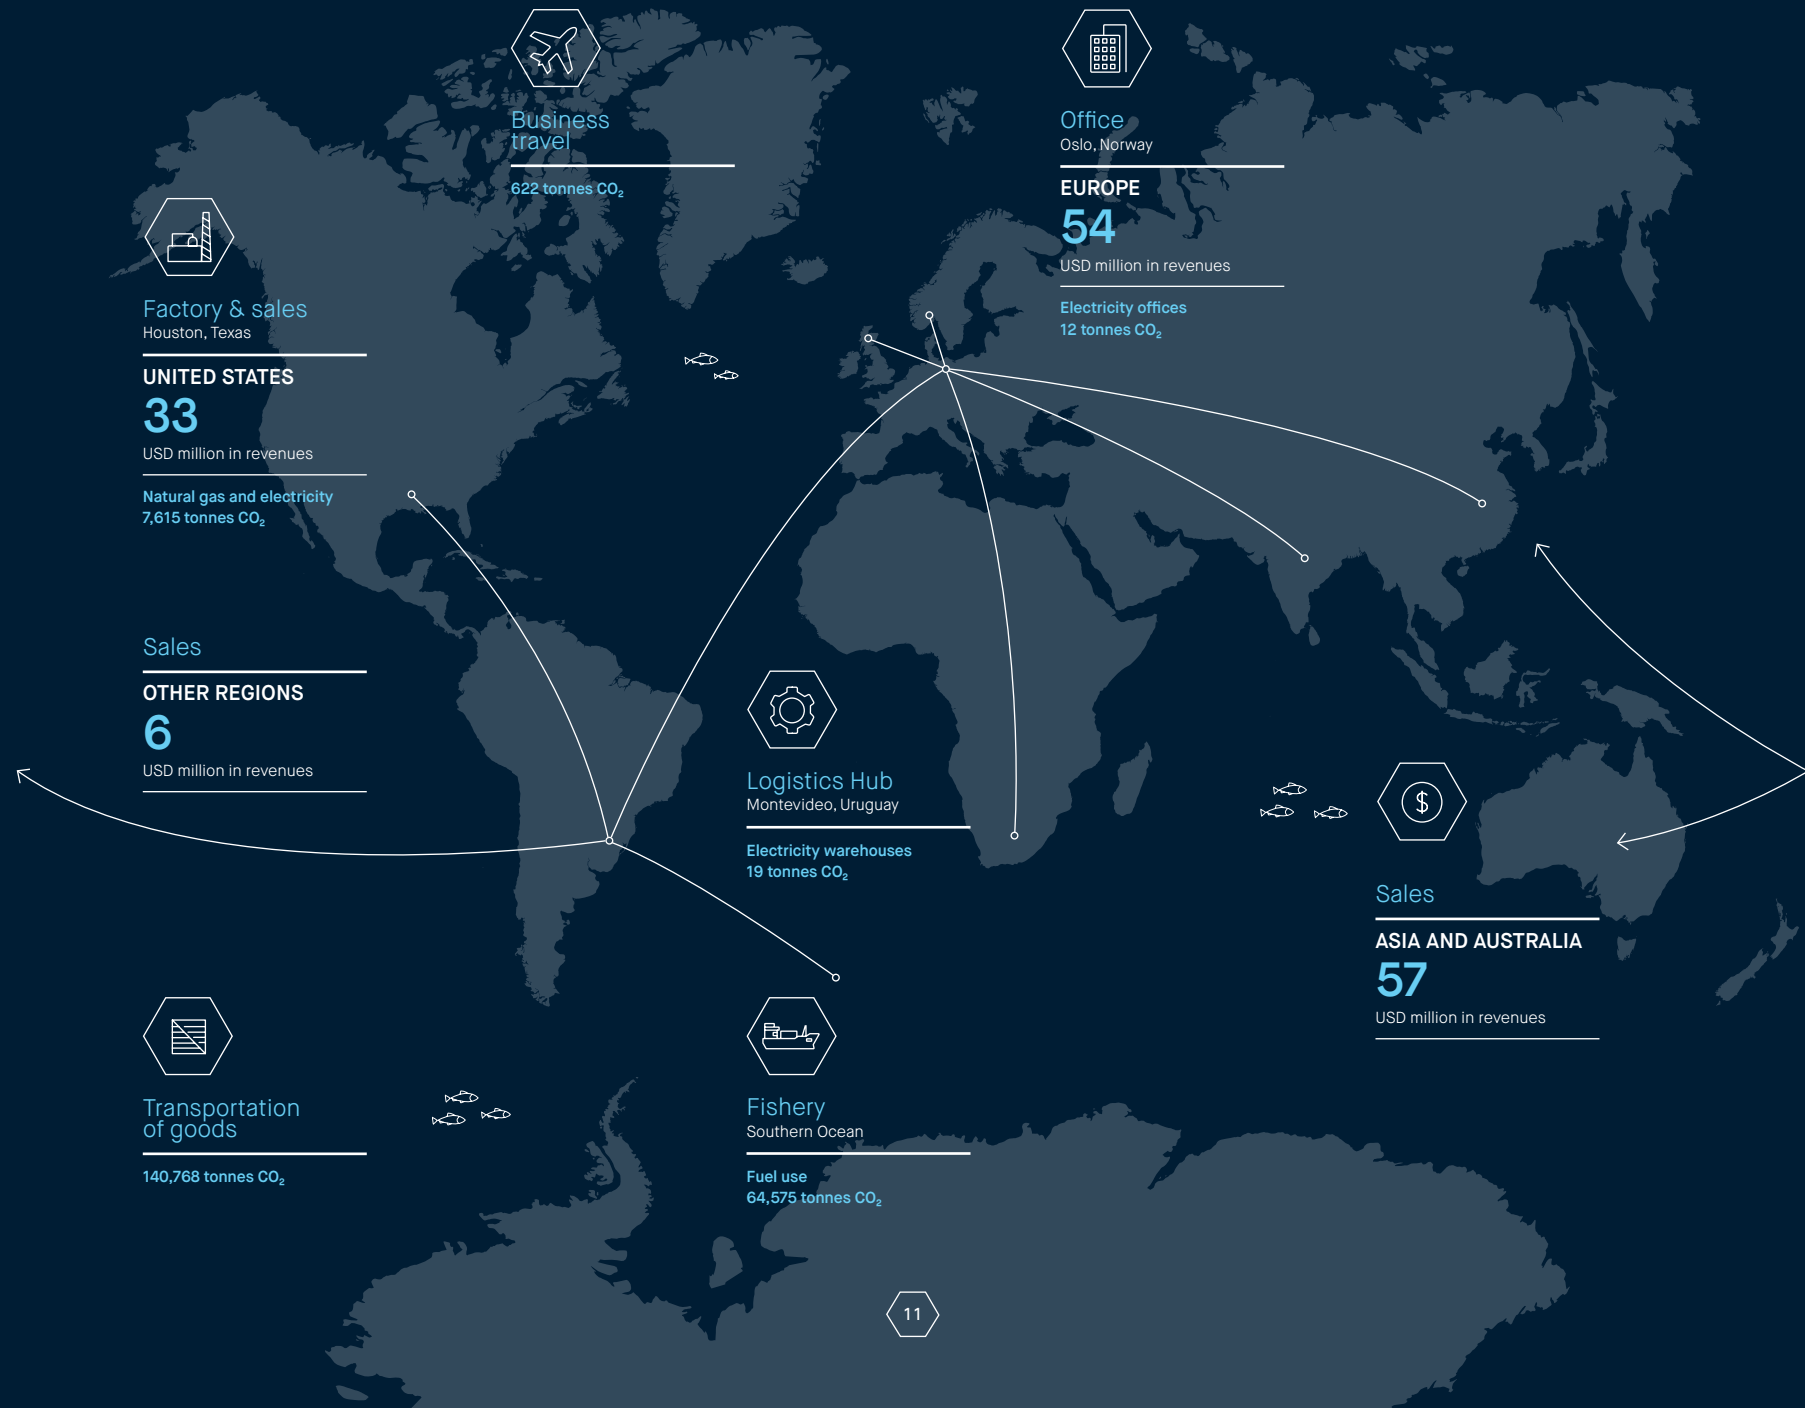 Business
travel
622 tonnes CO₂
Office
Oslo, Norway
EUROPE
54
USD million in revenues
Electricity offices
12 tonnes CO₂
Factory & sales
Houston, Texas
UNITED STATES
33
USD million in revenues
Natural gas and electricity
7,615 tonnes CO₂
Sales
OTHER REGIONS
6
USD million in revenues
Logistics Hub
Montevideo, Uruguay
Electricity warehouses
19 tonnes CO₂
$
Sales
ASIA AND AUSTRALIA
57
USD million in revenues
Transportation
of goods
140,768 tonnes CO₂
Fishery
Southern Ocean
Fuel use
64,575 tonnes CO₂
11